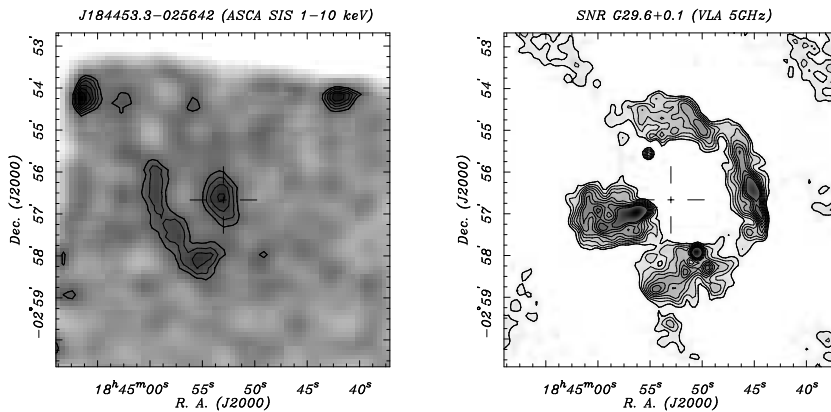 J184453.3-025642 (ASCA SIS 1-10 keV)
53'
54'
55'
56'
57'
58'
-02°59'
Dec. (J2000)
18ʰ45ᵐ00ˢ
55ˢ
50ˢ
45ˢ
40ˢ
R. A. (J2000)
SNR G29.6+0.1 (VLA 5GHz)
53'
54'
55'
56'
57'
58'
-02°59'
Dec. (J2000)
18ʰ45ᵐ00ˢ
55ˢ
50ˢ
45ˢ
40ˢ
R. A. (J2000)